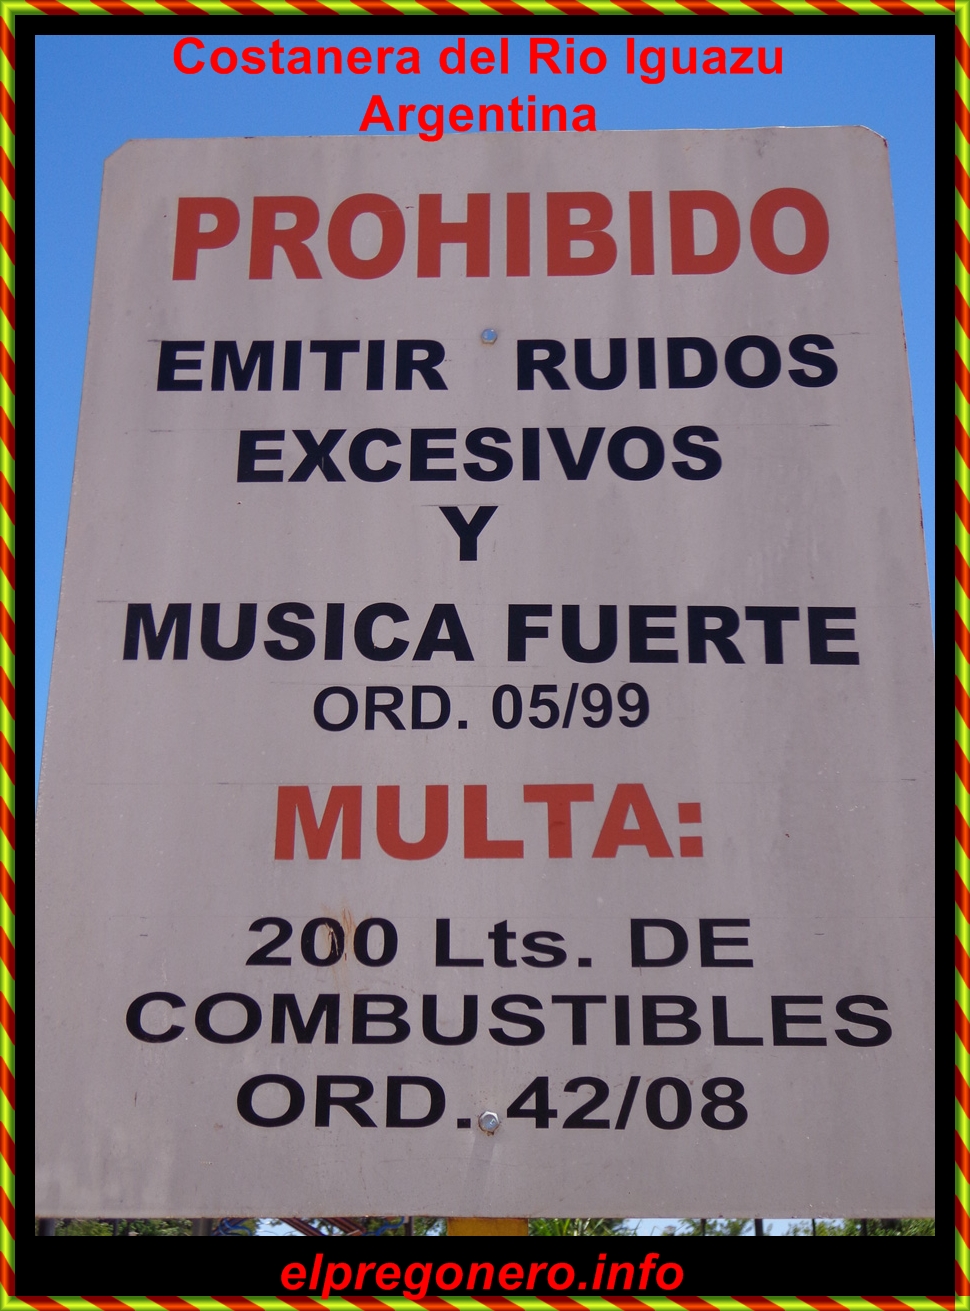 Costanera del Rio Iguazu
Argentina
PROHIBIDO
EMITIR RUIDOS
EXCESIVOS
Y
MUSICA FUERTE
ORD. 05/99
MULTA:
200 Lts. DE
COMBUSTIBLES
ORD. 42/08
elpregonero.info